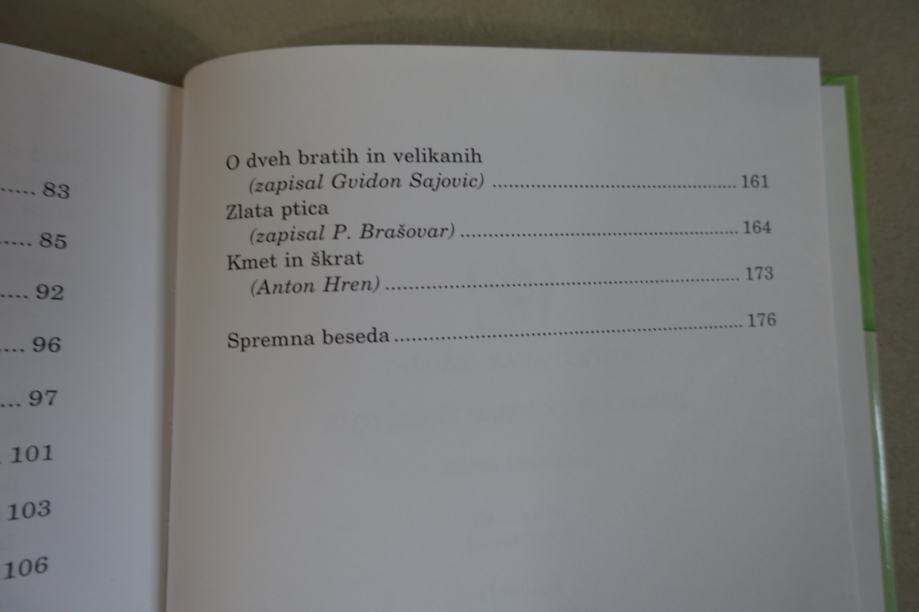 ..... 83
..... 85
.... 92
.... 96
... 97
. 101
103
106
O dveh bratih in velikanih
(zapisal Gvidon Sajovic) ........................................................ 161
Zlata ptica
(zapisal P. Brašovar) ................................................................ 164
Kmet in škrat
(Anton Hren) .................................................................................. 173
Spremna beseda ................................................................................ 176